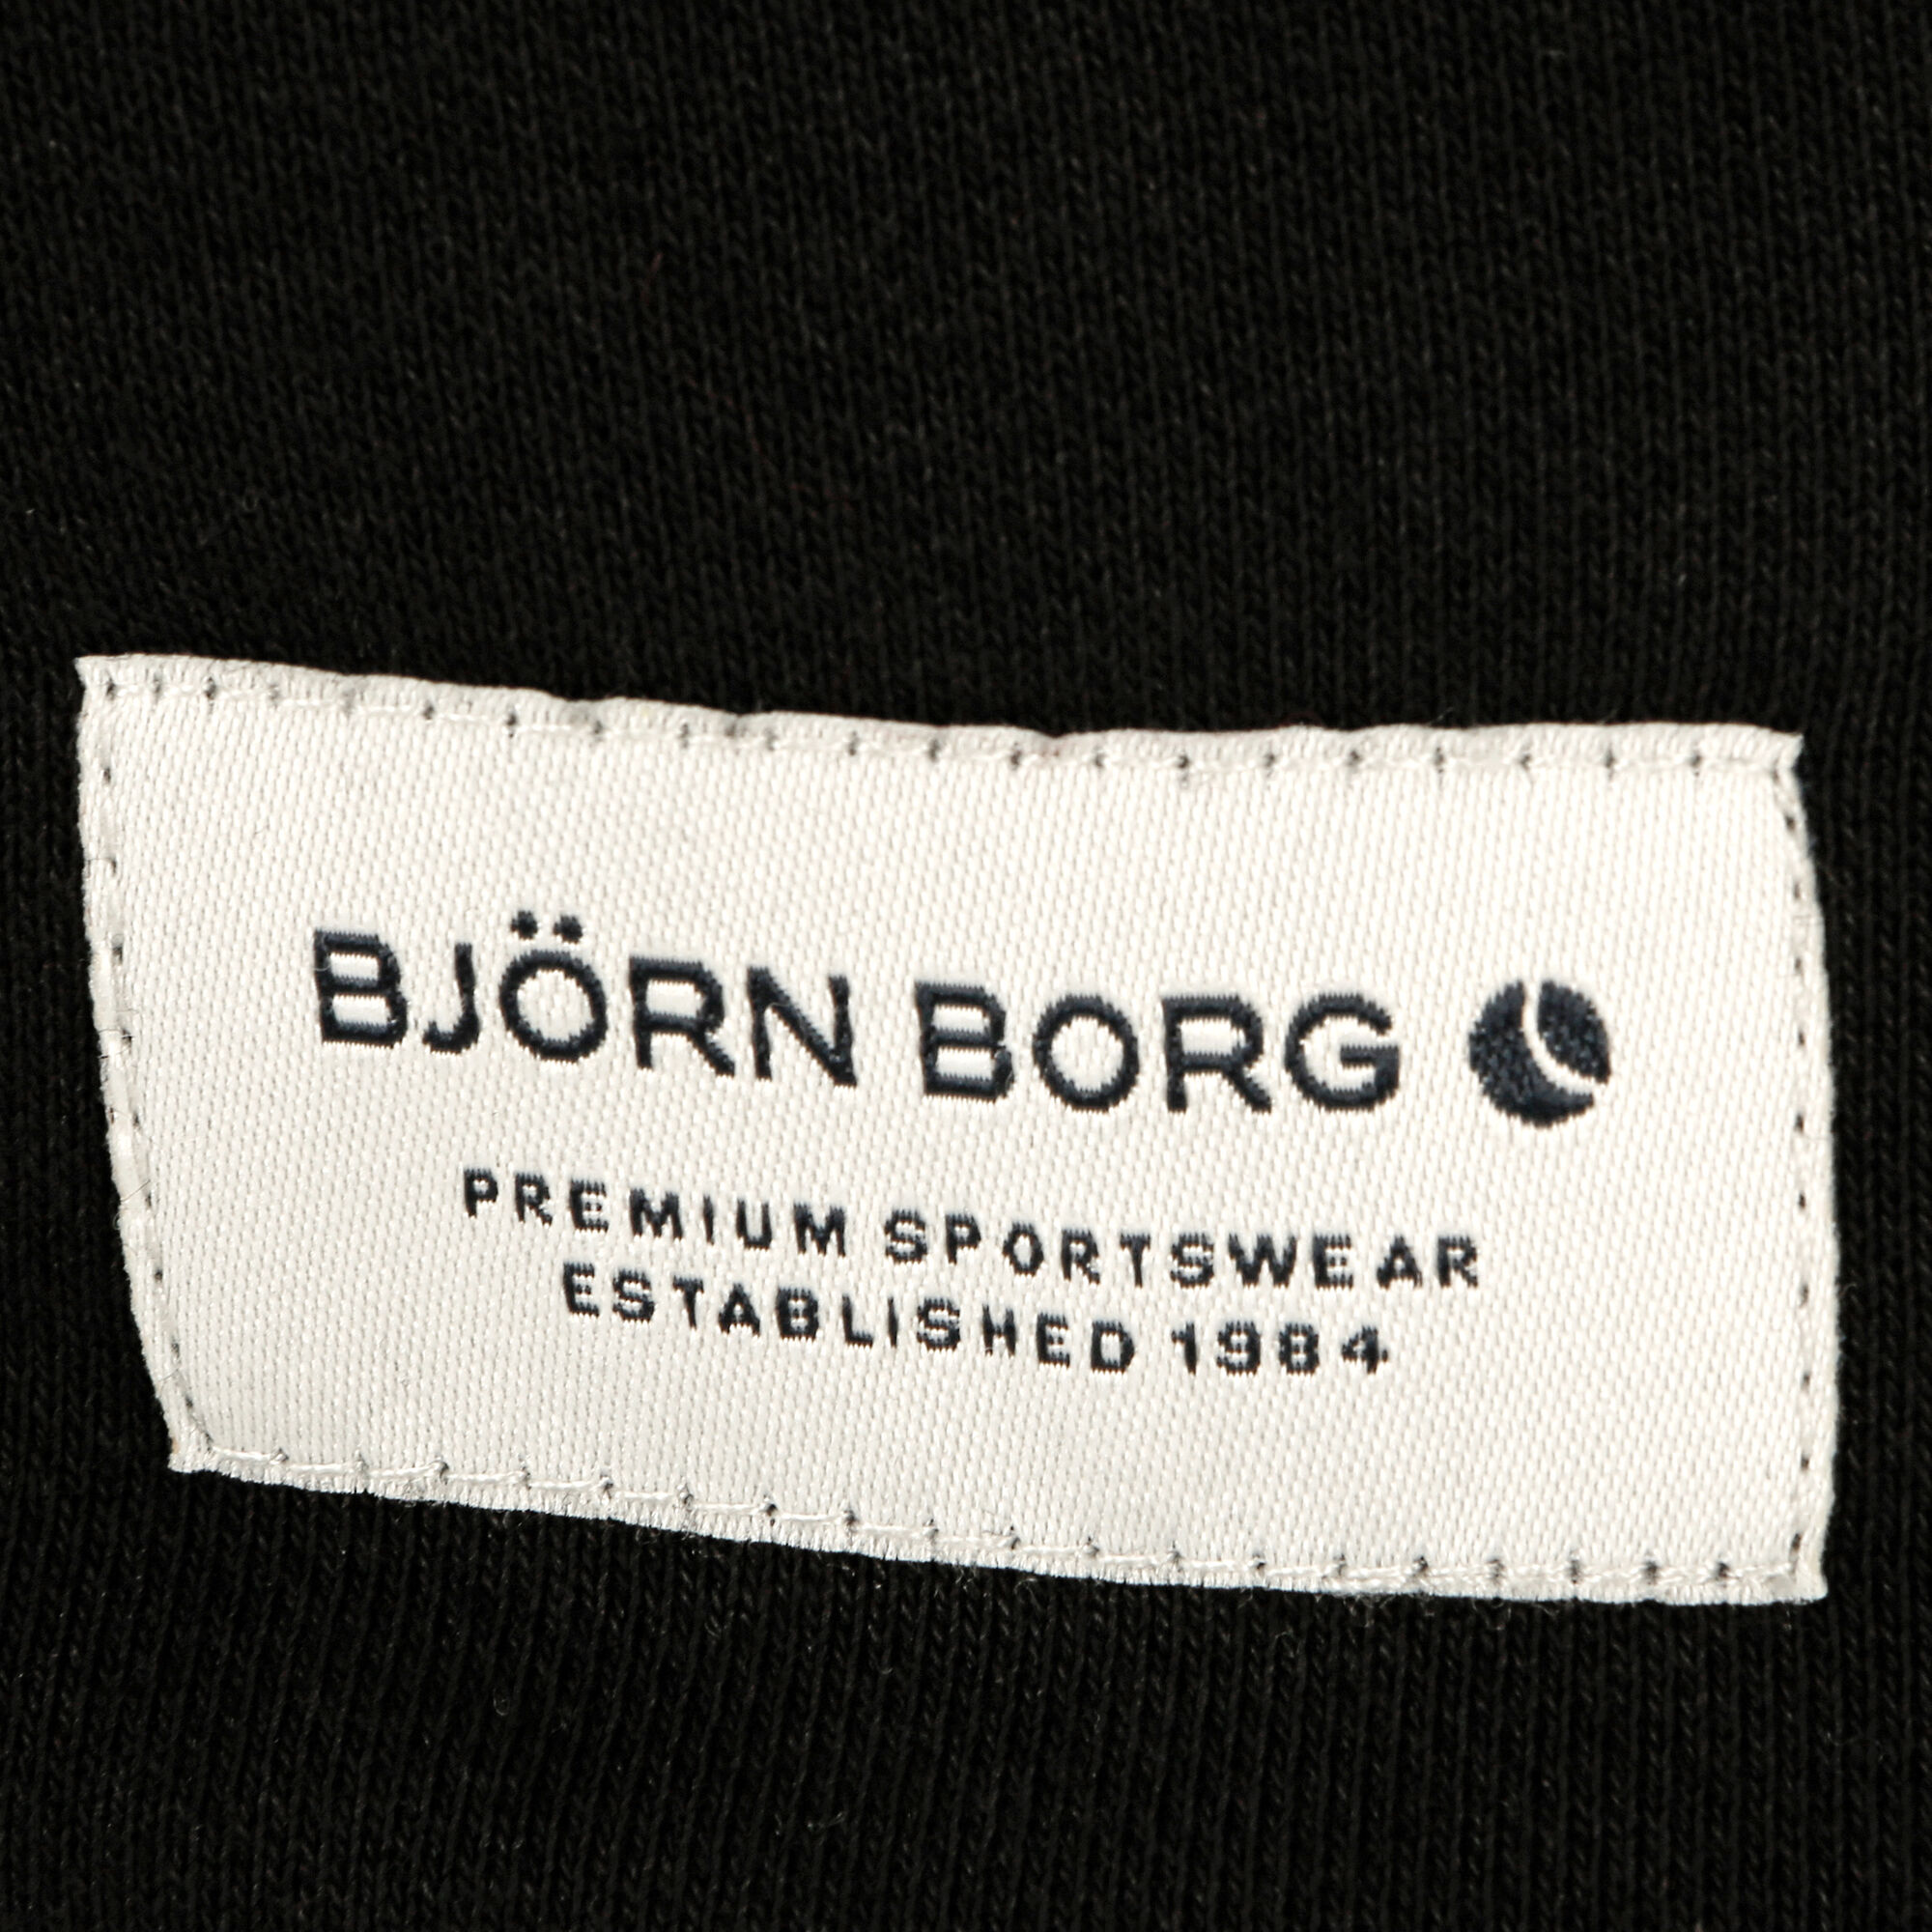 BJÖRN BORG
PREMIUM SPORTSWEAR
ESTABLISHED 1984